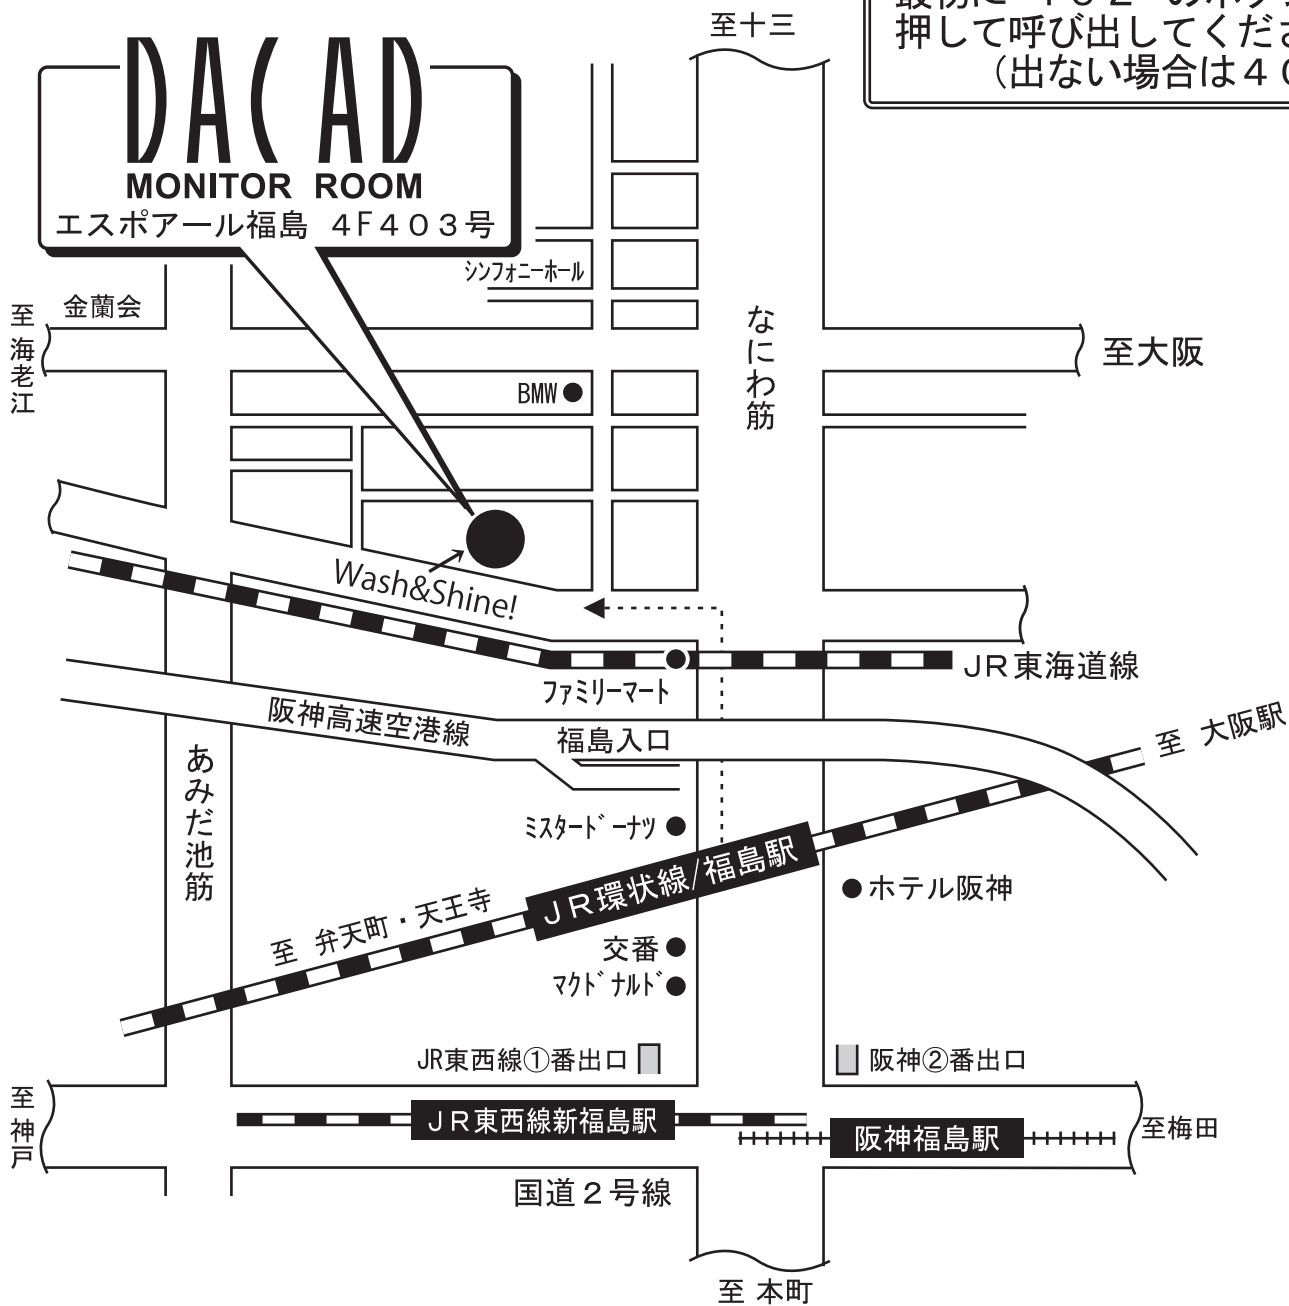 至十三
押して呼び出してくださ
（出ない場合は４０
DAC AD
MONITOR ROOM
エスポアール福島 ４F４０３号
シンフォニーホール
金蘭会
至海老江
なにわ筋
至大阪
BMW
Wash&Shine!
JR東海道線
ファミリーマート
阪神高速空港線
福島入口
至 大阪駅
あみだ池筋
ミスタードーナツ
JR環状線/福島駅
ホテル阪神
至 弁天町・天王寺
交番
マクドナルド
JR東西線①番出口
阪神②番出口
至神戸
JR東西線新福島駅
阪神福島駅
至梅田
国道２号線
至 本町